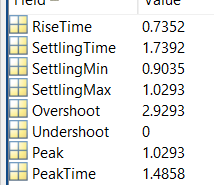 Value
RiseTime 0.7352
SettlingTime 1.7392
SettlingMin 0.9035
SettlingMax 1.0293
Overshoot 2.9293
Undershoot 0
Peak 1.0293
PeakTime 1.4858